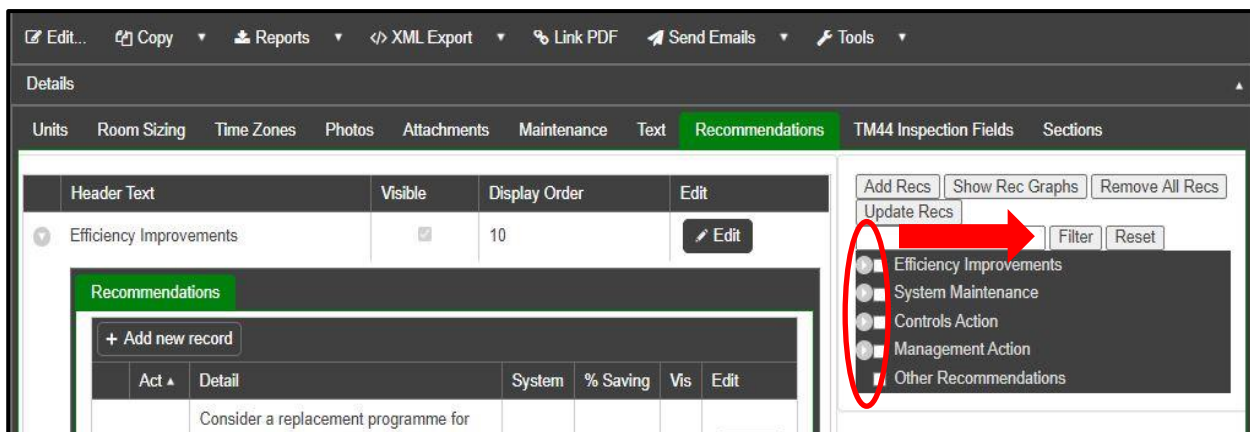 Edit... Copy Reports </> XML Export Link PDF Send Emails Tools
Details
Units Room Sizing Time Zones Photos Attachments Maintenance Text Recommendations TM44 Inspection Fields Sections
Header Text Visible Display Order Edit
Efficiency Improvements 10 Edit
Recommendations
+ Add new record
Act Detail System % Saving Vis Edit
Consider a replacement programme for
Add Recs Show Rec Graphs Remove All Recs
Update Recs
Filter Reset
Efficiency Improvements
System Maintenance
Controls Action
Management Action
Other Recommendations